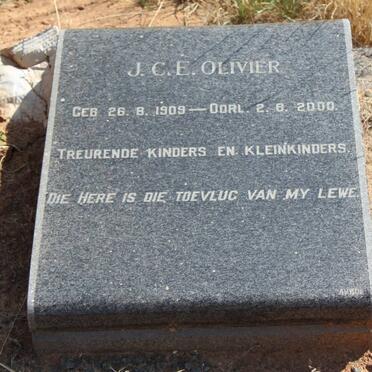 J. C. E. OLIVIER
GEB 26. 8. 1909 — OORL. 2. 8. 2000.
TREURENDE KINDERS EN KLEINKINDERS.
DIE HERE IS DIE TOEVLUG VAN MY LEWE.